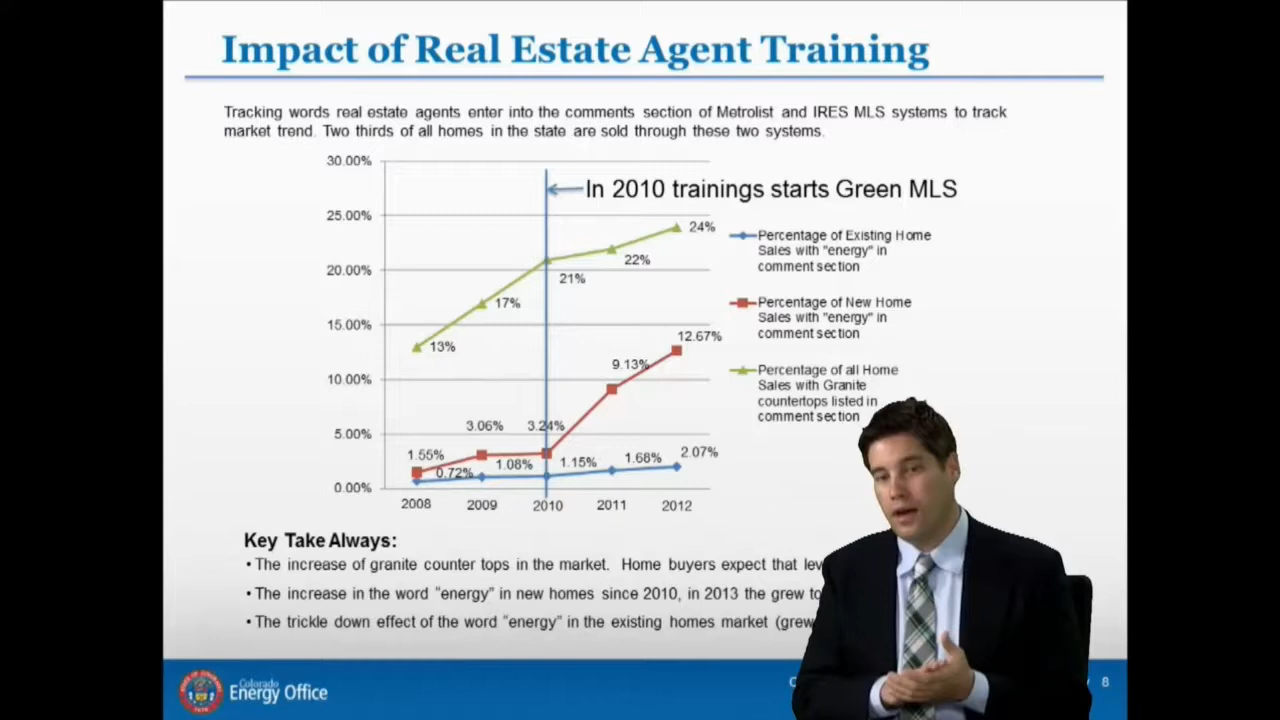 Impact of Real Estate Agent Training
Tracking words real estate agents enter into the comments section of Metrolist and IRES MLS systems to track
market trend. Two thirds of all homes in the state are sold through these two systems.
30.00%
In 2010 trainings starts Green MLS
25.00%
24%
22%
21%
20.00%
17%
15.00%
13%
12.67%
10.00%
9.13%
5.00%
3.06%
3.24%
1.55%
0.72%
1.08%
1.15%
1.68%
2.07%
0.00%
2008
2009
2010
2011
2012
Percentage of Existing Home
Sales with "energy" in
comment section
Percentage of New Home
Sales with "energy" in
comment section
Percentage of all Home
Sales with Granite
countertops listed in
comment section
Key Take Always:
• The increase of granite counter tops in the market. Home buyers expect that
• The increase in the word "energy" in new homes since 2010, in 2013 the grew to
• The trickle down effect of the word "energy" in the existing homes market (grew
Colorado
Energy Office
8